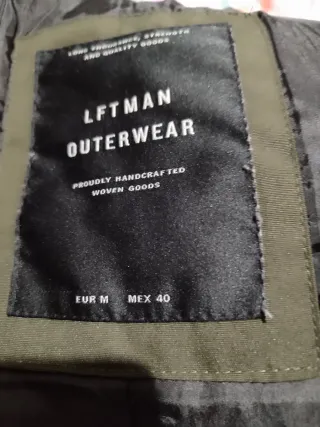 LONG ENDURANCE, STRENGTH
AND QUALITY GOODS
LFTMAN
OUTERWEAR
PROUDLY HANDCRAFTED
WOVEN GOODS
EUR M MEX 40